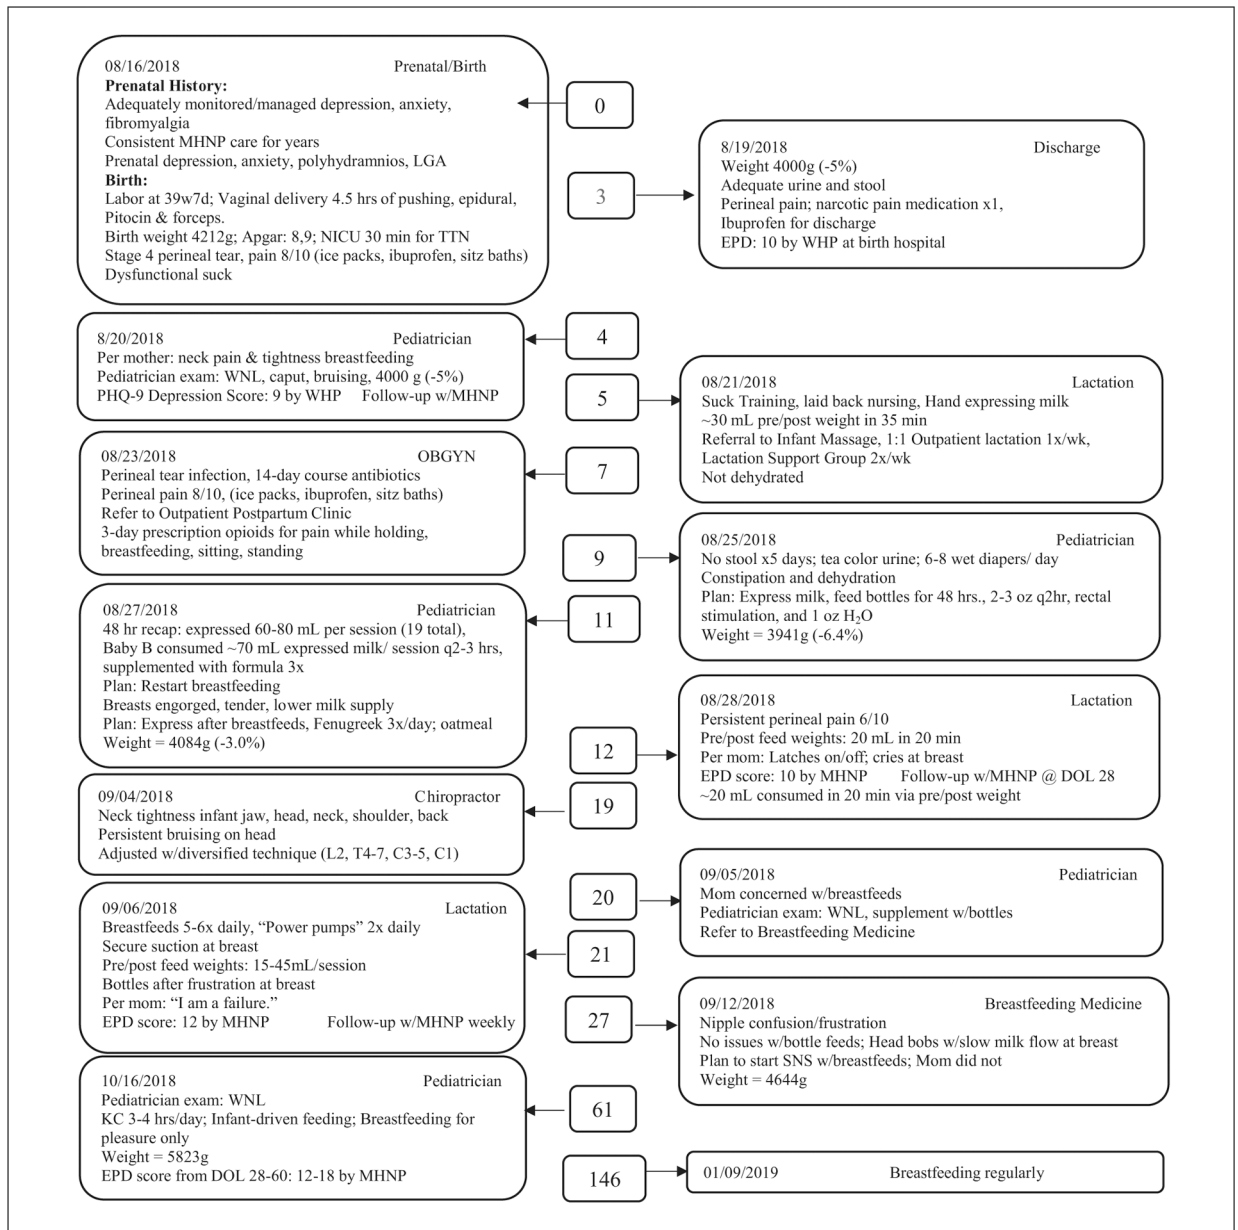 08/16/2018 Prenatal/Birth
Prenatal History:
Adequately monitored/managed depression, anxiety,
fibromyalgia
Consistent MHNP care for years
Prenatal depression, anxiety, polyhydramnios, LGA
Birth:
Labor at 39w7d; Vaginal delivery 4.5 hrs of pushing, epidural,
Pitocin & forceps.
Birth weight 4212g; Apgar: 8,9; NICU 30 min for TTN
Stage 4 perineal tear, pain 8/10 (ice packs, ibuprofen, sitz baths)
Dysfunctional suck
0
3
8/19/2018 Discharge
Weight 4000g (-5%)
Adequate urine and stool
Perineal pain; narcotic pain medication x1,
Ibuprofen for discharge
EPD: 10 by WHP at birth hospital
8/20/2018 Pediatrician
Per mother: neck pain & tightness breastfeeding
Pediatrician exam: WNL, caput, bruising, 4000 g (-5%)
PHQ-9 Depression Score: 9 by WHP Follow-up w/MHNP
4
5
08/21/2018 Lactation
Suck Training, laid back nursing, Hand expressing milk
~30 mL pre/post weight in 35 min
Referral to Infant Massage, 1:1 Outpatient lactation 1x/wk,
Lactation Support Group 2x/wk
Not dehydrated
08/23/2018 OBGYN
Perineal tear infection, 14-day course antibiotics
Perineal pain 8/10, (ice packs, ibuprofen, sitz baths)
Refer to Outpatient Postpartum Clinic
3-day prescription opioids for pain while holding,
breastfeeding, sitting, standing
7
9
08/25/2018 Pediatrician
No stool x5 days; tea color urine; 6-8 wet diapers/ day
Constipation and dehydration
Plan: Express milk, feed bottles for 48 hrs., 2-3 oz q2hr, rectal
stimulation, and 1 oz H₂O
Weight = 3941g (-6.4%)
08/27/2018 Pediatrician
48 hr recap: expressed 60-80 mL per session (19 total),
Baby B consumed ~70 mL expressed milk/ session q2-3 hrs,
supplemented with formula 3x
Plan: Restart breastfeeding
Breasts engorged, tender, lower milk supply
Plan: Express after breastfeeds, Fenugreek 3x/day; oatmeal
Weight = 4084g (-3.0%)
11
12
08/28/2018 Lactation
Persistent perineal pain 6/10
Pre/post feed weights: 20 mL in 20 min
Per mom: Latches on/off; cries at breast
EPD score: 10 by MHNP Follow-up w/MHNP @ DOL 28
~20 mL consumed in 20 min via pre/post weight
09/04/2018 Chiropractor
Neck tightness infant jaw, head, neck, shoulder, back
Persistent bruising on head
Adjusted w/diversified technique (L2, T4-7, C3-5, C1)
19
20
09/05/2018 Pediatrician
Mom concerned w/breastfeeds
Pediatrician exam: WNL, supplement w/bottles
Refer to Breastfeeding Medicine
09/06/2018 Lactation
Breastfeeds 5-6x daily, “Power pumps” 2x daily
Secure suction at breast
Pre/post feed weights: 15-45mL/session
Bottles after frustration at breast
Per mom: “I am a failure.”
EPD score: 12 by MHNP Follow-up w/MHNP weekly
21
27
09/12/2018 Breastfeeding Medicine
Nipple confusion/frustration
No issues w/bottle feeds; Head bobs w/slow milk flow at breast
Plan to start SNS w/breastfeeds; Mom did not
Weight = 4644g
10/16/2018 Pediatrician
Pediatrician exam: WNL
KC 3-4 hrs/day; Infant-driven feeding; Breastfeeding for
pleasure only
Weight = 5823g
EPD score from DOL 28-60: 12-18 by MHNP
61
146
01/09/2019 Breastfeeding regularly